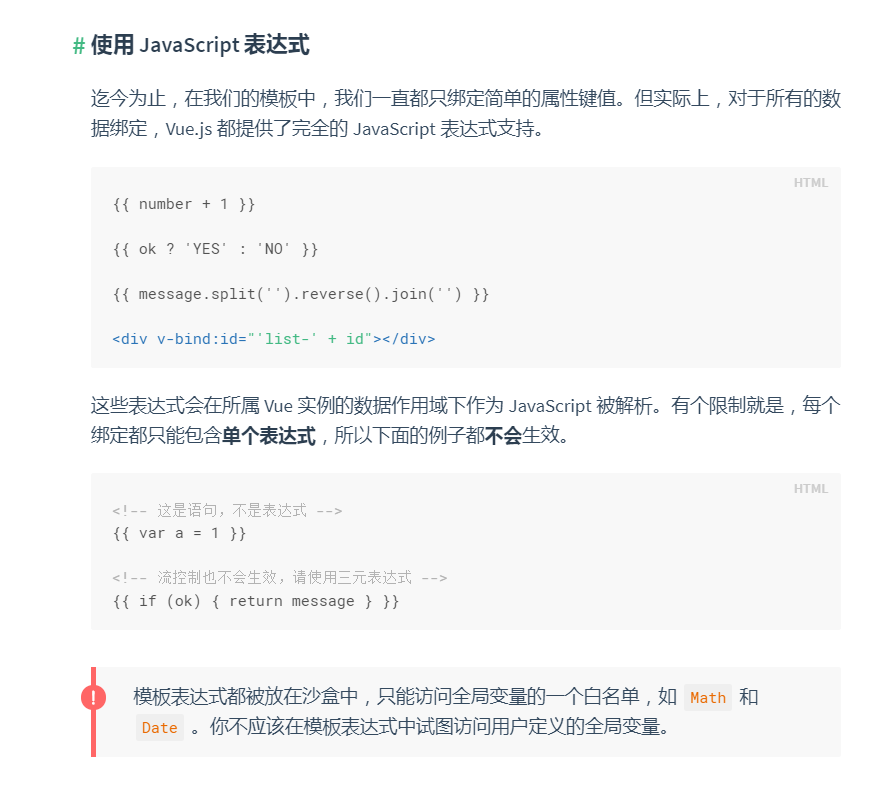 # 使用 JavaScript 表达式
迄今为止，在我们的模板中，我们一直都只绑定简单的属性键值。但实际上，对于所有的数
据绑定，Vue.js 都提供了完全的 JavaScript 表达式支持。
HTML
{{ number + 1 }}
{{ ok ? 'YES' : 'NO' }}
{{ message.split('').reverse().join('') }}
<div v-bind:id="'list-' + id"></div>
这些表达式会在所属 Vue 实例的数据作用域下作为 JavaScript 被解析。有个限制就是，每个
绑定都只能包含单个表达式，所以下面的例子都不会生效。
HTML
<!-- 这是语句，不是表达式 -->
{{ var a = 1 }}
<!-- 流控制也不会生效，请使用三元表达式 -->
{{ if (ok) { return message } }}
! 模板表达式都被放在沙盒中，只能访问全局变量的一个白名单，如 Math 和
Date 。你不应该在模板表达式中试图访问用户定义的全局变量。